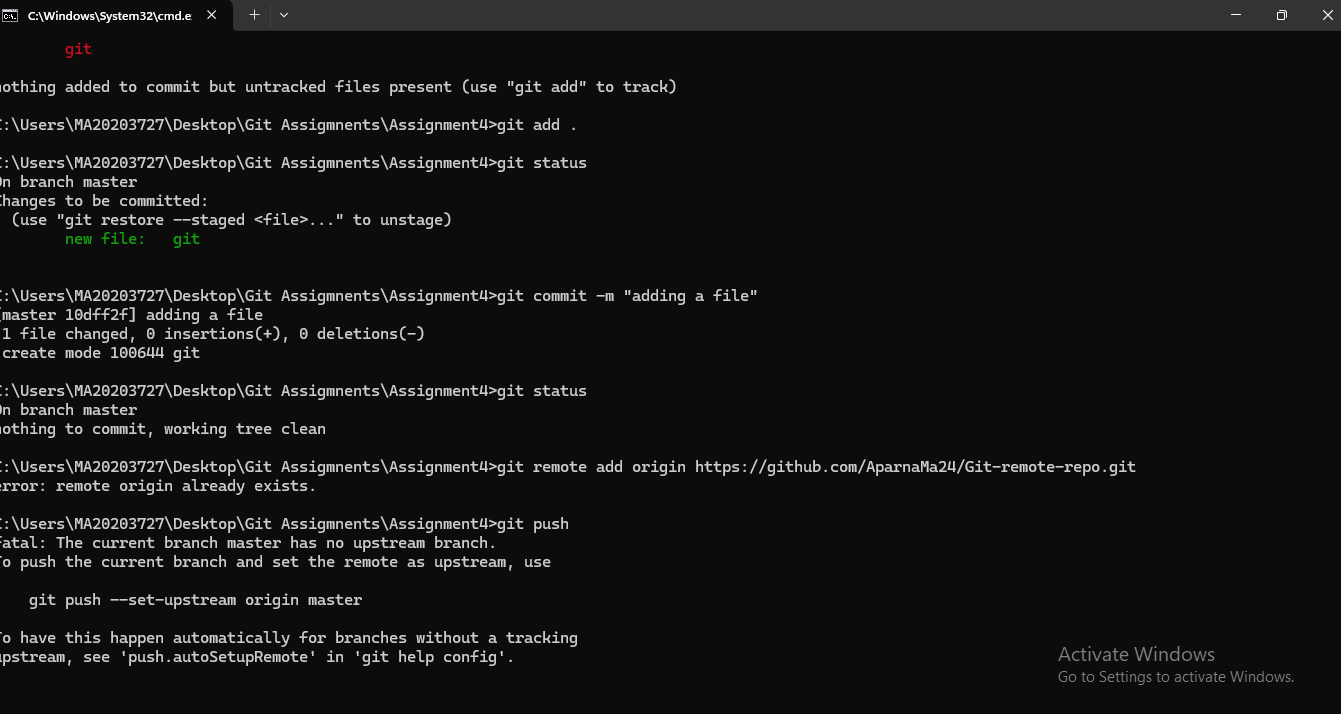 C:\Windows\System32\cmd.e
git
nothing added to commit but untracked files present (use "git add" to track)
C:\Users\MA20203727\Desktop\Git Assigmnents\Assignment4>git add .
C:\Users\MA20203727\Desktop\Git Assigmnents\Assignment4>git status
On branch master
Changes to be committed:
(use "git restore --staged <file>..." to unstage)
new file: git
C:\Users\MA20203727\Desktop\Git Assigmnents\Assignment4>git commit -m "adding a file"
[master 10dff2f] adding a file
1 file changed, 0 insertions(+), 0 deletions(-)
create mode 100644 git
C:\Users\MA20203727\Desktop\Git Assigmnents\Assignment4>git status
On branch master
nothing to commit, working tree clean
C:\Users\MA20203727\Desktop\Git Assigmnents\Assignment4>git remote add origin https://github.com/AparnaMa24/Git-remote-repo.git
error: remote origin already exists.
C:\Users\MA20203727\Desktop\Git Assigmnents\Assignment4>git push
fatal: The current branch master has no upstream branch.
To push the current branch and set the remote as upstream, use
git push --set-upstream origin master
To have this happen automatically for branches without a tracking
upstream, see 'push.autoSetupRemote' in 'git help config'.
Activate Windows
Go to Settings to activate Windows.